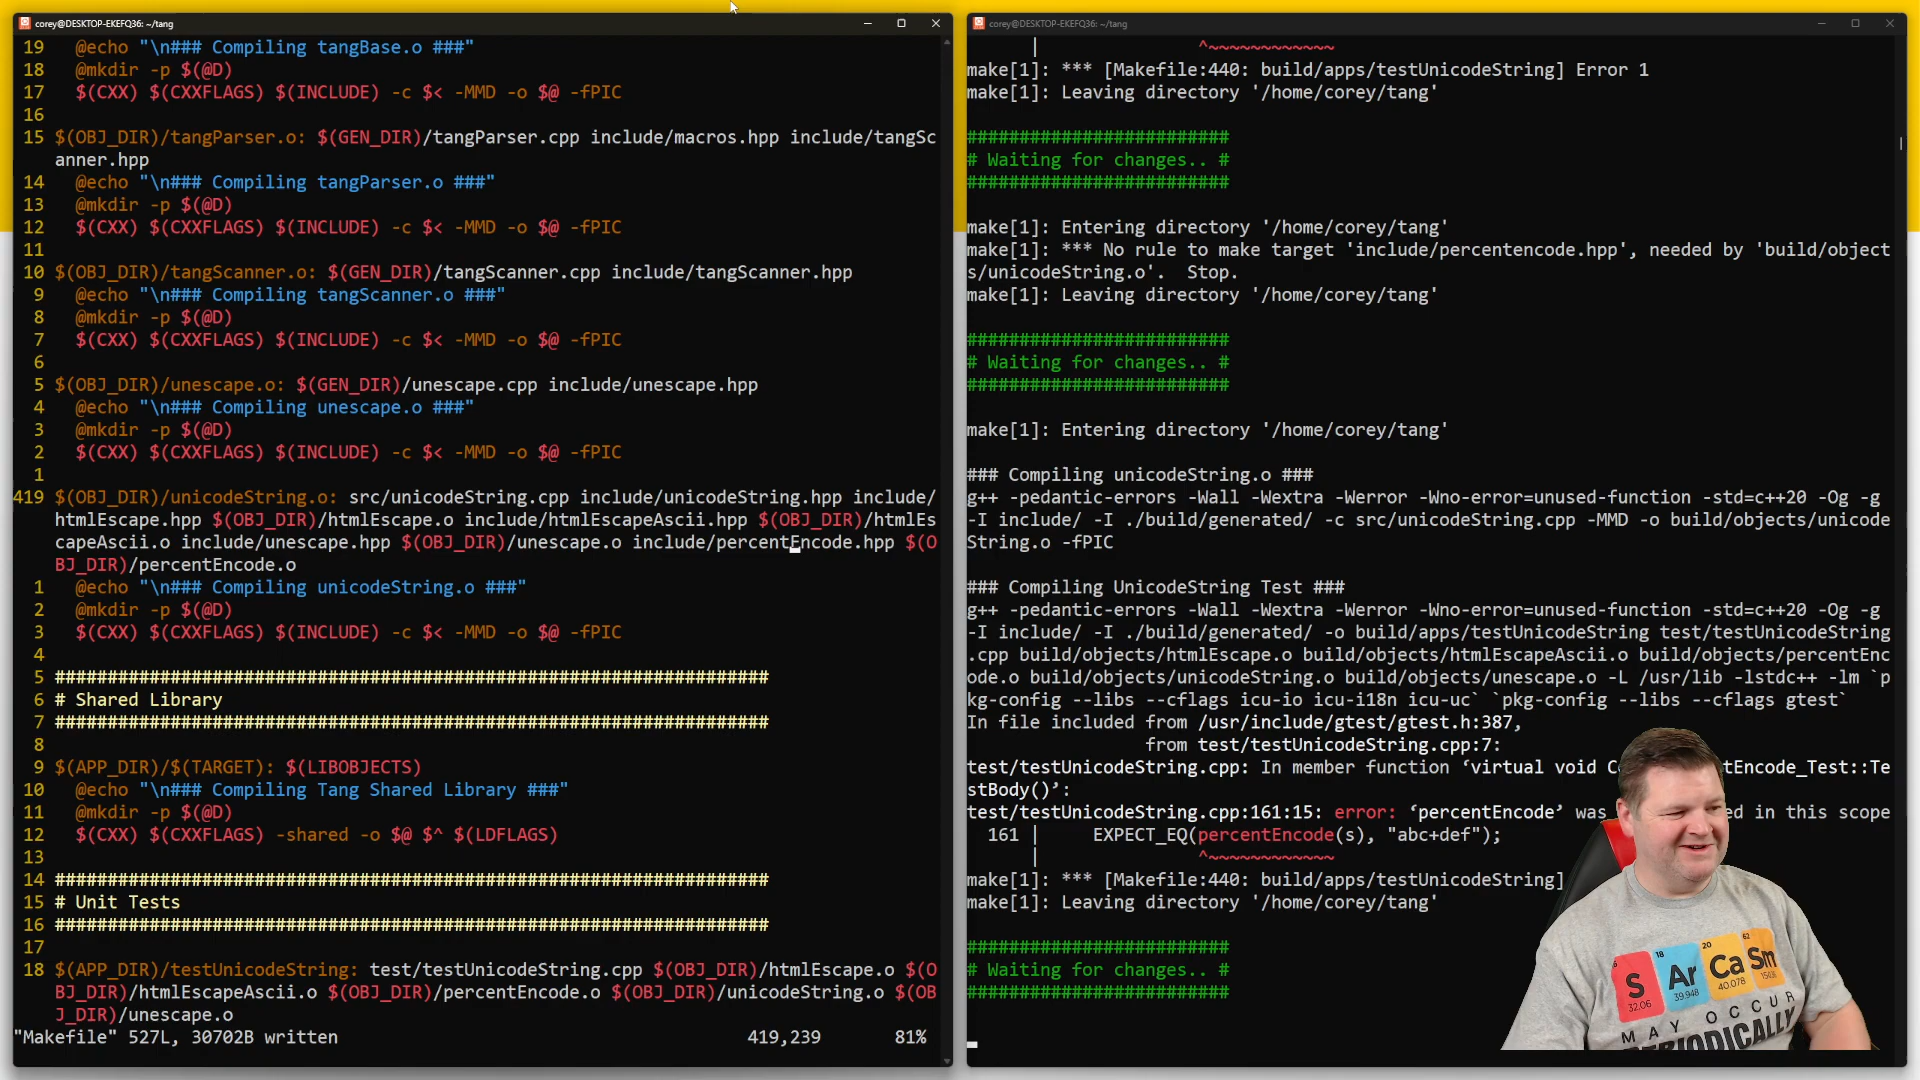 corey@DESKTOP-EKEFQ36: ~/tang
19 @echo "\n### Compiling tangBase.o ###"
18 @mkdir -p $(@D)
17 $(CXX) $(CXXFLAGS) $(INCLUDE) -c $< -MMD -o $@ -fPIC
16
15 $(OBJ_DIR)/tangParser.o: $(GEN_DIR)/tangParser.cpp include/macros.hpp include/tangSc
anner.hpp
14 @echo "\n### Compiling tangParser.o ###"
13 @mkdir -p $(@D)
12 $(CXX) $(CXXFLAGS) $(INCLUDE) -c $< -MMD -o $@ -fPIC
11
10 $(OBJ_DIR)/tangScanner.o: $(GEN_DIR)/tangScanner.cpp include/tangScanner.hpp
9 @echo "\n### Compiling tangScanner.o ###"
8 @mkdir -p $(@D)
7 $(CXX) $(CXXFLAGS) $(INCLUDE) -c $< -MMD -o $@ -fPIC
6
5 $(OBJ_DIR)/unescape.o: $(GEN_DIR)/unescape.cpp include/unescape.hpp
4 @echo "\n### Compiling unescape.o ###"
3 @mkdir -p $(@D)
2 $(CXX) $(CXXFLAGS) $(INCLUDE) -c $< -MMD -o $@ -fPIC
1
419 $(OBJ_DIR)/unicodeString.o: src/unicodeString.cpp include/unicodeString.hpp include/
htmlEscape.hpp $(OBJ_DIR)/htmlEscape.o include/htmlEscapeAscii.hpp $(OBJ_DIR)/htmlEs
capeAscii.o include/unescape.hpp $(OBJ_DIR)/unescape.o include/percentEncode.hpp $(O
BJ_DIR)/percentEncode.o
1 @echo "\n### Compiling unicodeString.o ###"
2 @mkdir -p $(@D)
3 $(CXX) $(CXXFLAGS) $(INCLUDE) -c $< -MMD -o $@ -fPIC
4
5 ####################################################################
6 # Shared Library
7 ####################################################################
8
9 $(APP_DIR)/$(TARGET): $(LIBOBJECTS)
10 @echo "\n### Compiling Tang Shared Library ###"
11 @mkdir -p $(@D)
12 $(CXX) $(CXXFLAGS) -shared -o $@ $^ $(LDFLAGS)
13
14 ####################################################################
15 # Unit Tests
16 ####################################################################
17
18 $(APP_DIR)/testUnicodeString: test/testUnicodeString.cpp $(OBJ_DIR)/htmlEscape.o $(O
BJ_DIR)/htmlEscapeAscii.o $(OBJ_DIR)/percentEncode.o $(OBJ_DIR)/unicodeString.o $(OB
J_DIR)/unescape.o
"Makefile" 527L, 30702B written 419,239 81%
corey@DESKTOP-EKEFQ36: ~/tang
| ^~~~~~~~~~~~~
make[1]: *** [Makefile:440: build/apps/testUnicodeString] Error 1
make[1]: Leaving directory '/home/corey/tang'
#########################
# Waiting for changes.. #
#########################
make[1]: Entering directory '/home/corey/tang'
make[1]: *** No rule to make target 'include/percentencode.hpp', needed by 'build/object
s/unicodeString.o'. Stop.
make[1]: Leaving directory '/home/corey/tang'
#########################
# Waiting for changes.. #
#########################
make[1]: Entering directory '/home/corey/tang'
### Compiling unicodeString.o ###
g++ -pedantic-errors -Wall -Wextra -Werror -Wno-error=unused-function -std=c++20 -Og -g
-I include/ -I ./build/generated/ -c src/unicodeString.cpp -MMD -o build/objects/unicode
String.o -fPIC
### Compiling UnicodeString Test ###
g++ -pedantic-errors -Wall -Wextra -Werror -Wno-error=unused-function -std=c++20 -Og -g
-I include/ -I ./build/generated/ -o build/apps/testUnicodeString test/testUnicodeString
.cpp build/objects/htmlEscape.o build/objects/htmlEscapeAscii.o build/objects/percentEnc
ode.o build/objects/unicodeString.o build/objects/unescape.o -L /usr/lib -lstdc++ -lm `p
kg-config --libs --cflags icu-io icu-i18n icu-uc` `pkg-config --libs --cflags gtest`
In file included from /usr/include/gtest/gtest.h:387,
from test/testUnicodeString.cpp:7:
test/testUnicodeString.cpp: In member function ‘virtual void tEncode_Test::Te
stBody()’:
test/testUnicodeString.cpp:161:15: error: ‘percentEncode’ was in this scope
161 | EXPECT_EQ(percentEncode(s), "abc+def");
| ^~~~~~~~~~~~~
make[1]: *** [Makefile:440: build/apps/testUnicodeString]
make[1]: Leaving directory '/home/corey/tang'
#########################
# Waiting for changes.. #
#########################
S Ar Ca Sm
32.06 39.948 40.078
18 20 62
MAY OCCUR
PERIODICALLY